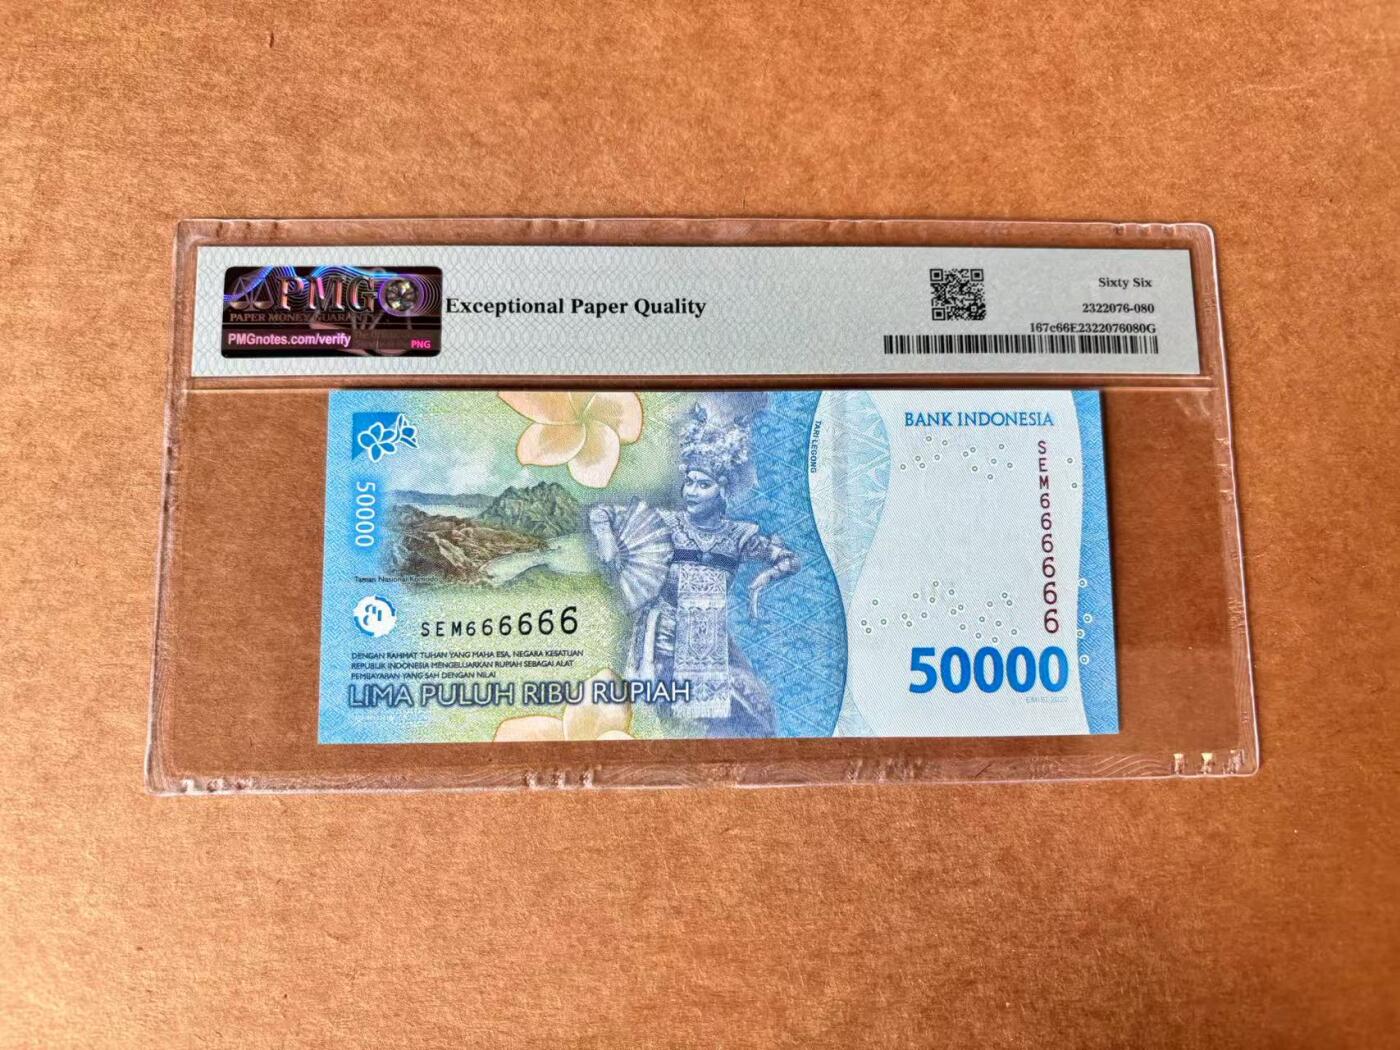 PMG
PAPER MONEY GUARANTY
PMGnotes.com/verify
PNG
Exceptional Paper Quality
Sixty Six
2322076-080
167c66E2322076080G
50000
Taman Nasional Komodo
SEM666666
DENGAN RAHMAT TUHAN YANG MAHA ESA, NEGARA KESATUAN
REPUBLIK INDONESIA MENGELUARKAN RUPIAH SEBAGAI ALAT
PEMBAYARAN YANG SAH DENGAN NILAI
LIMA PULUH RIBU RUPIAH
TARI LEGONG
BANK INDONESIA
SEM666666
50000
EMISI 2022